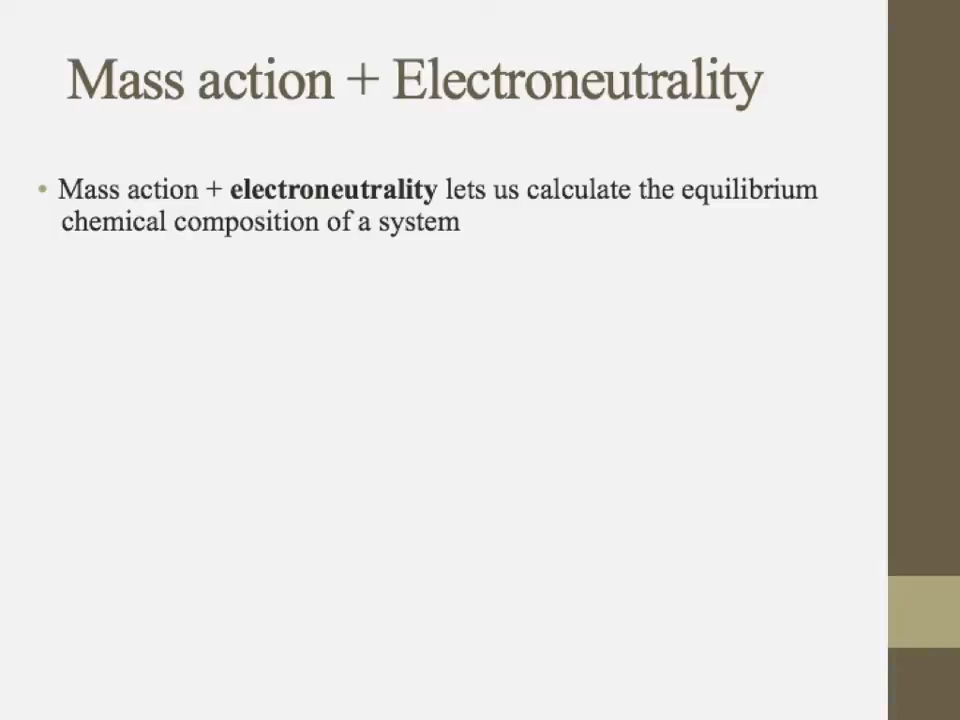 Mass action + Electroneutrality
• Mass action + electroneutrality lets us calculate the equilibrium
chemical composition of a system